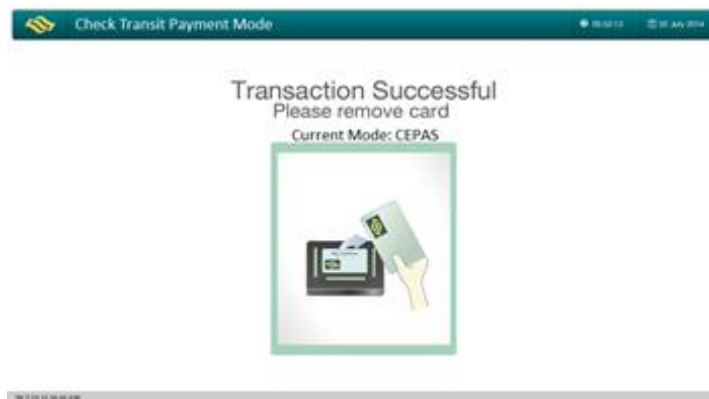 Check Transit Payment Mode
Transaction Successful
Please remove card
Current Mode: CEPAS